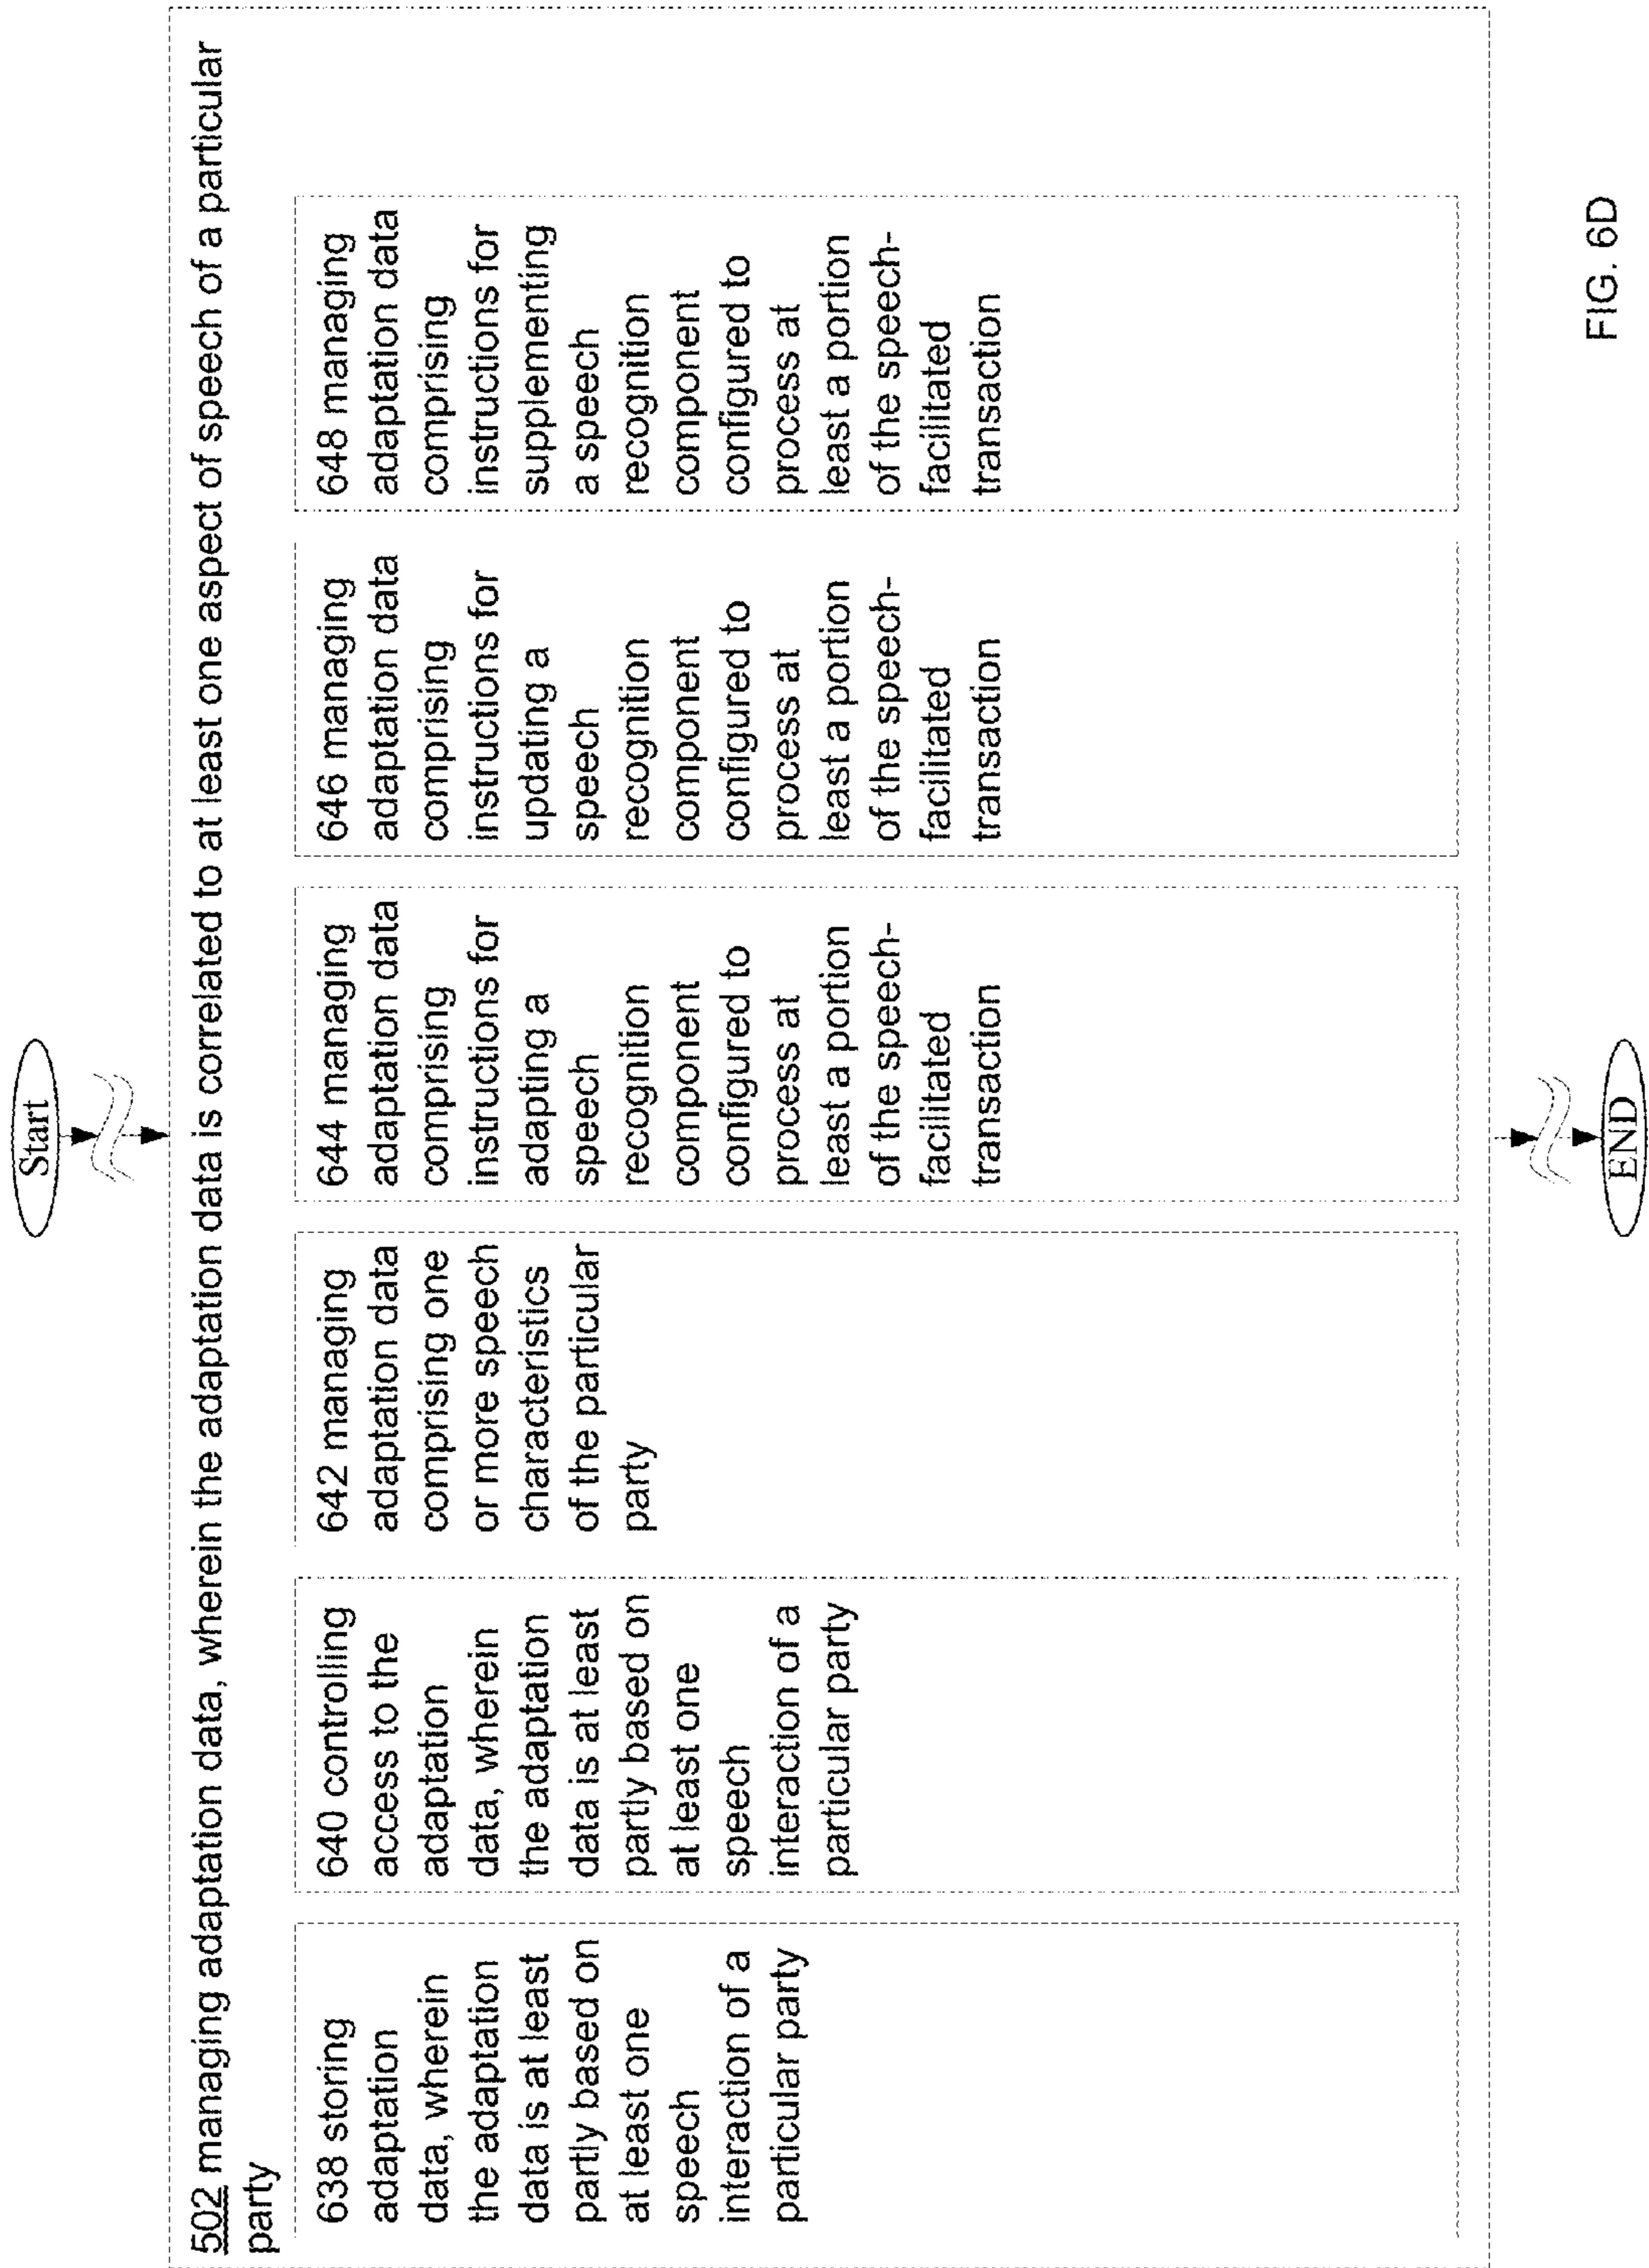 Start
502 managing adaptation data, wherein the adaptation data is correlated to at least one aspect of speech of a particular
party
638 storing
adaptation
data, wherein
the adaptation
data is at least
partly based on
at least one
speech
interaction of a
particular party
640 controlling
access to the
adaptation
data, wherein
the adaptation
data is at least
partly based on
at least one
speech
interaction of a
particular party
642 managing
adaptation data
comprising one
or more speech
characteristics
of the particular
party
644 managing
adaptation data
comprising
instructions for
adapting a
speech
recognition
component
configured to
process at
least a portion
of the speech-
facilitated
transaction
646 managing
adaptation data
comprising
instructions for
updating a
speech
recognition
component
configured to
process at
least a portion
of the speech-
facilitated
transaction
648 managing
adaptation data
comprising
instructions for
supplementing
a speech
recognition
component
configured to
process at
least a portion
of the speech-
facilitated
transaction
END
FIG. 6D